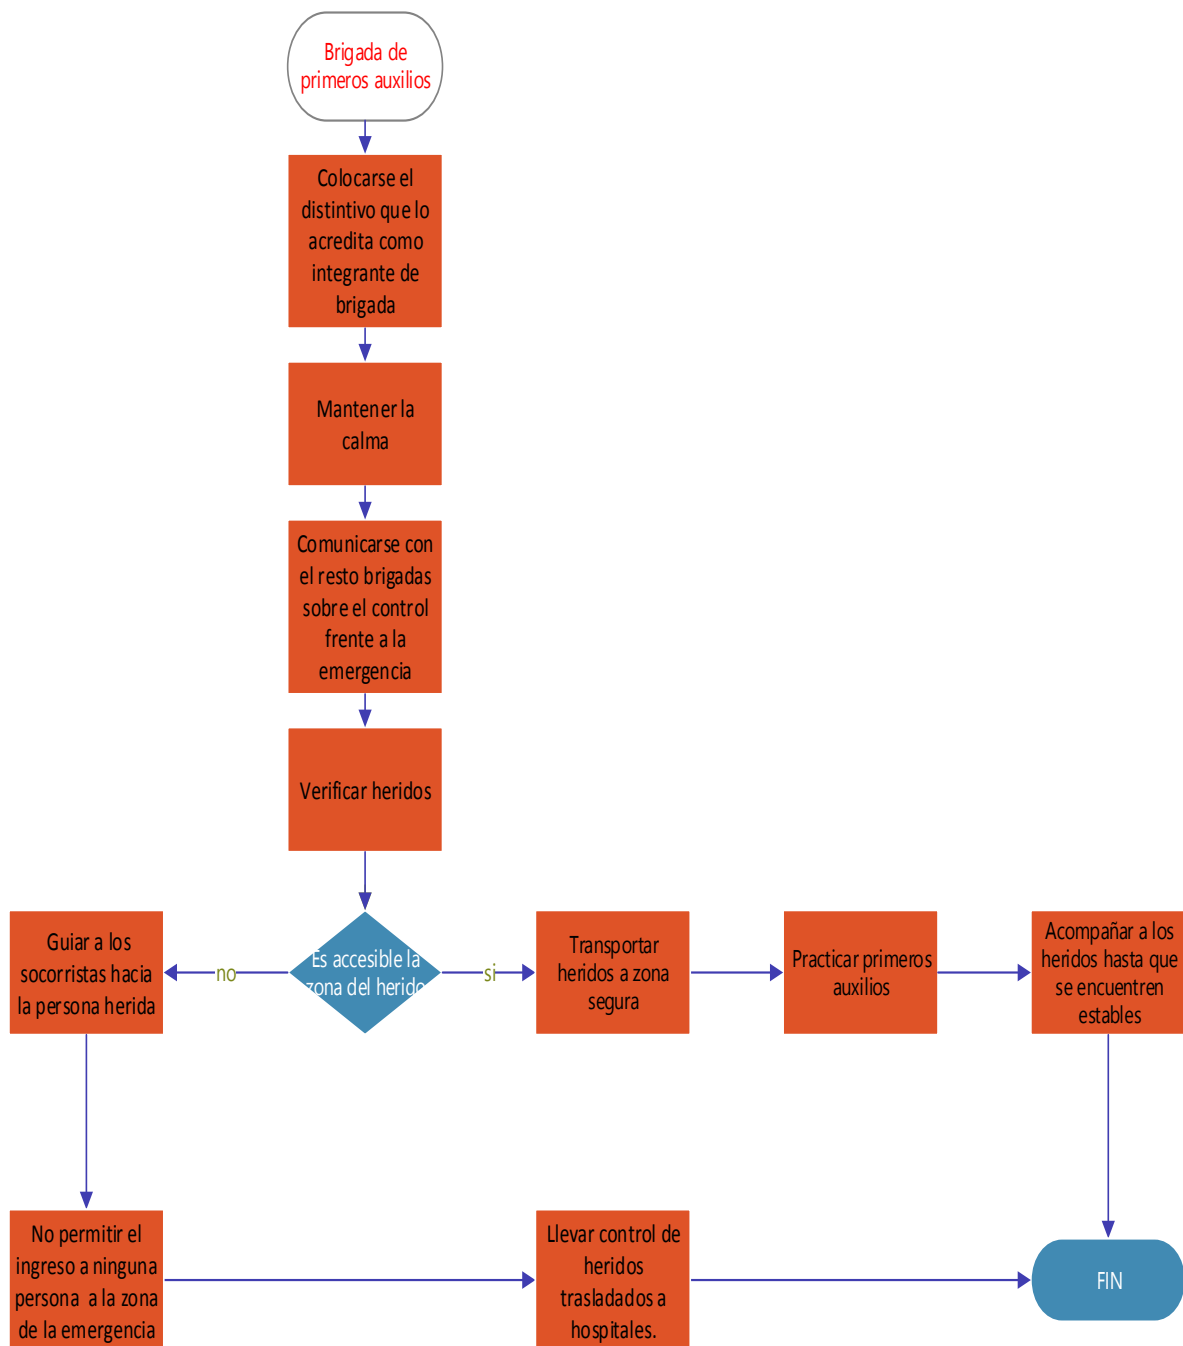 Brigada de
primeros auxilios
Colocarse el
distintivo que lo
acredita como
integrante de
brigada
Mantener la
calma
Comunicarse con
el resto brigadas
sobre el control
frente a la
emergencia
Verificar heridos
Es accesible la
zona del herido
no
si
Guiar a los
socorristas hacia
la persona herida
Transportar
heridos a zona
segura
Practicar primeros
auxilios
Acompañar a los
heridos hasta que
se encuentren
estables
No permitir el
ingreso a ninguna
persona a la zona
de la emergencia
Llevar control de
heridos
trasladados a
hospitales.
FIN